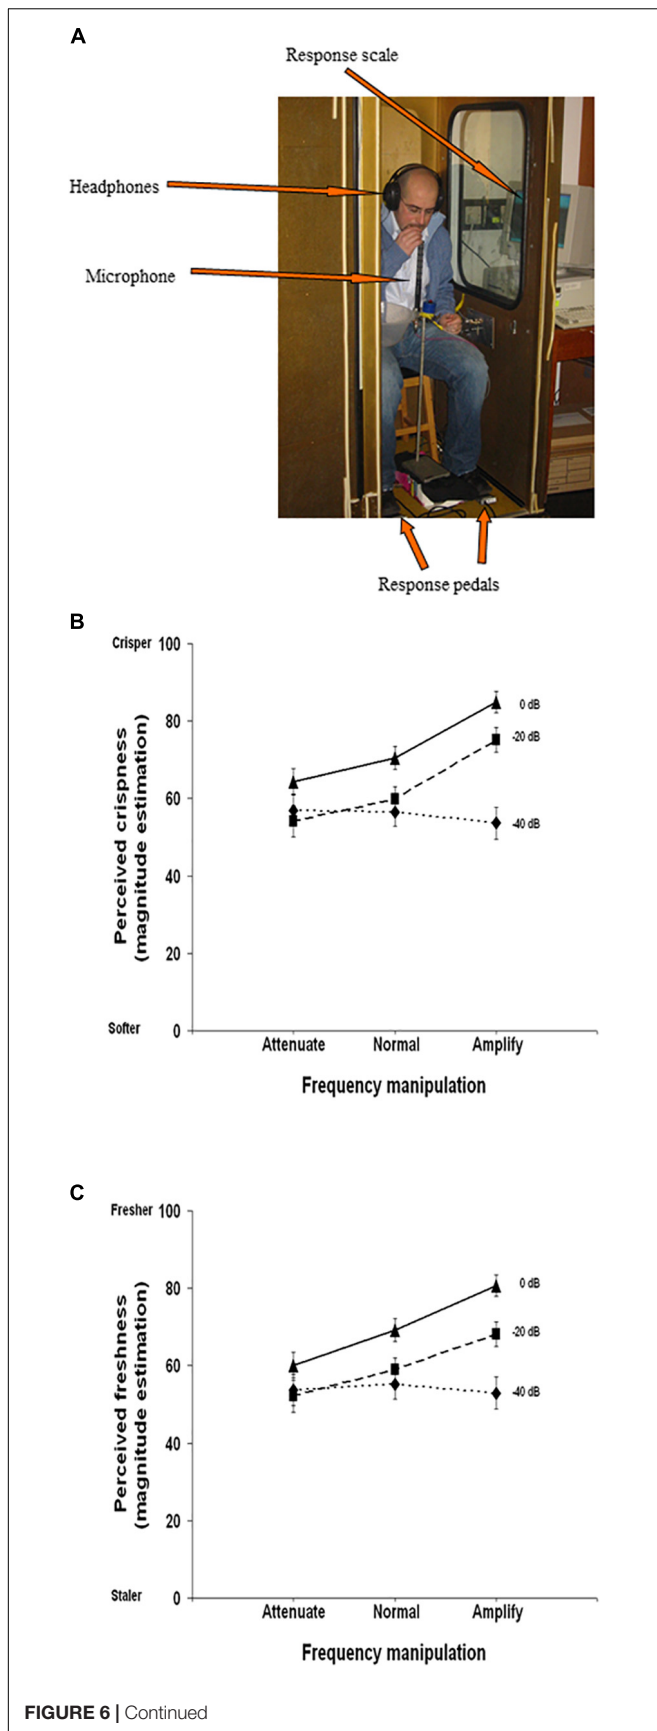 A
Response scale
Headphones
Microphone
Response pedals
B
Crisper 100
80
60
40
20
Softer 0
Perceived crispness
(magnitude estimation)
0 dB
-20 dB
-40 dB
Attenuate Normal Amplify
Frequency manipulation
C
Fresher 100
80
60
40
20
Staler 0
Perceived freshness
(magnitude estimation)
0 dB
-20 dB
-40 dB
Attenuate Normal Amplify
Frequency manipulation
FIGURE 6 | Continued